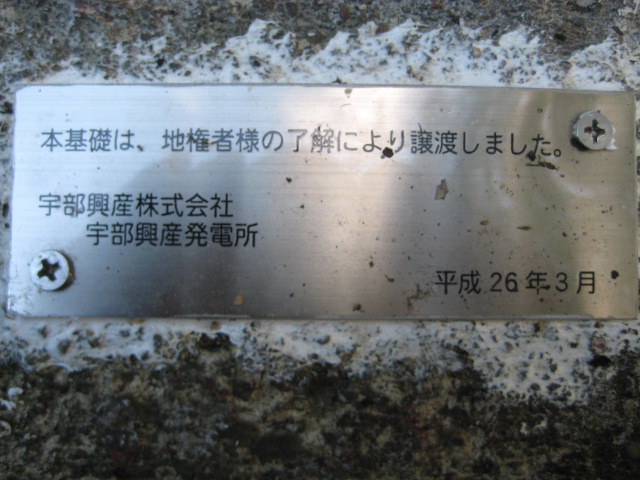 本基礎は、地権者様の了解により譲渡しました。
宇部興産株式会社
宇部興産発電所
平成26年3月